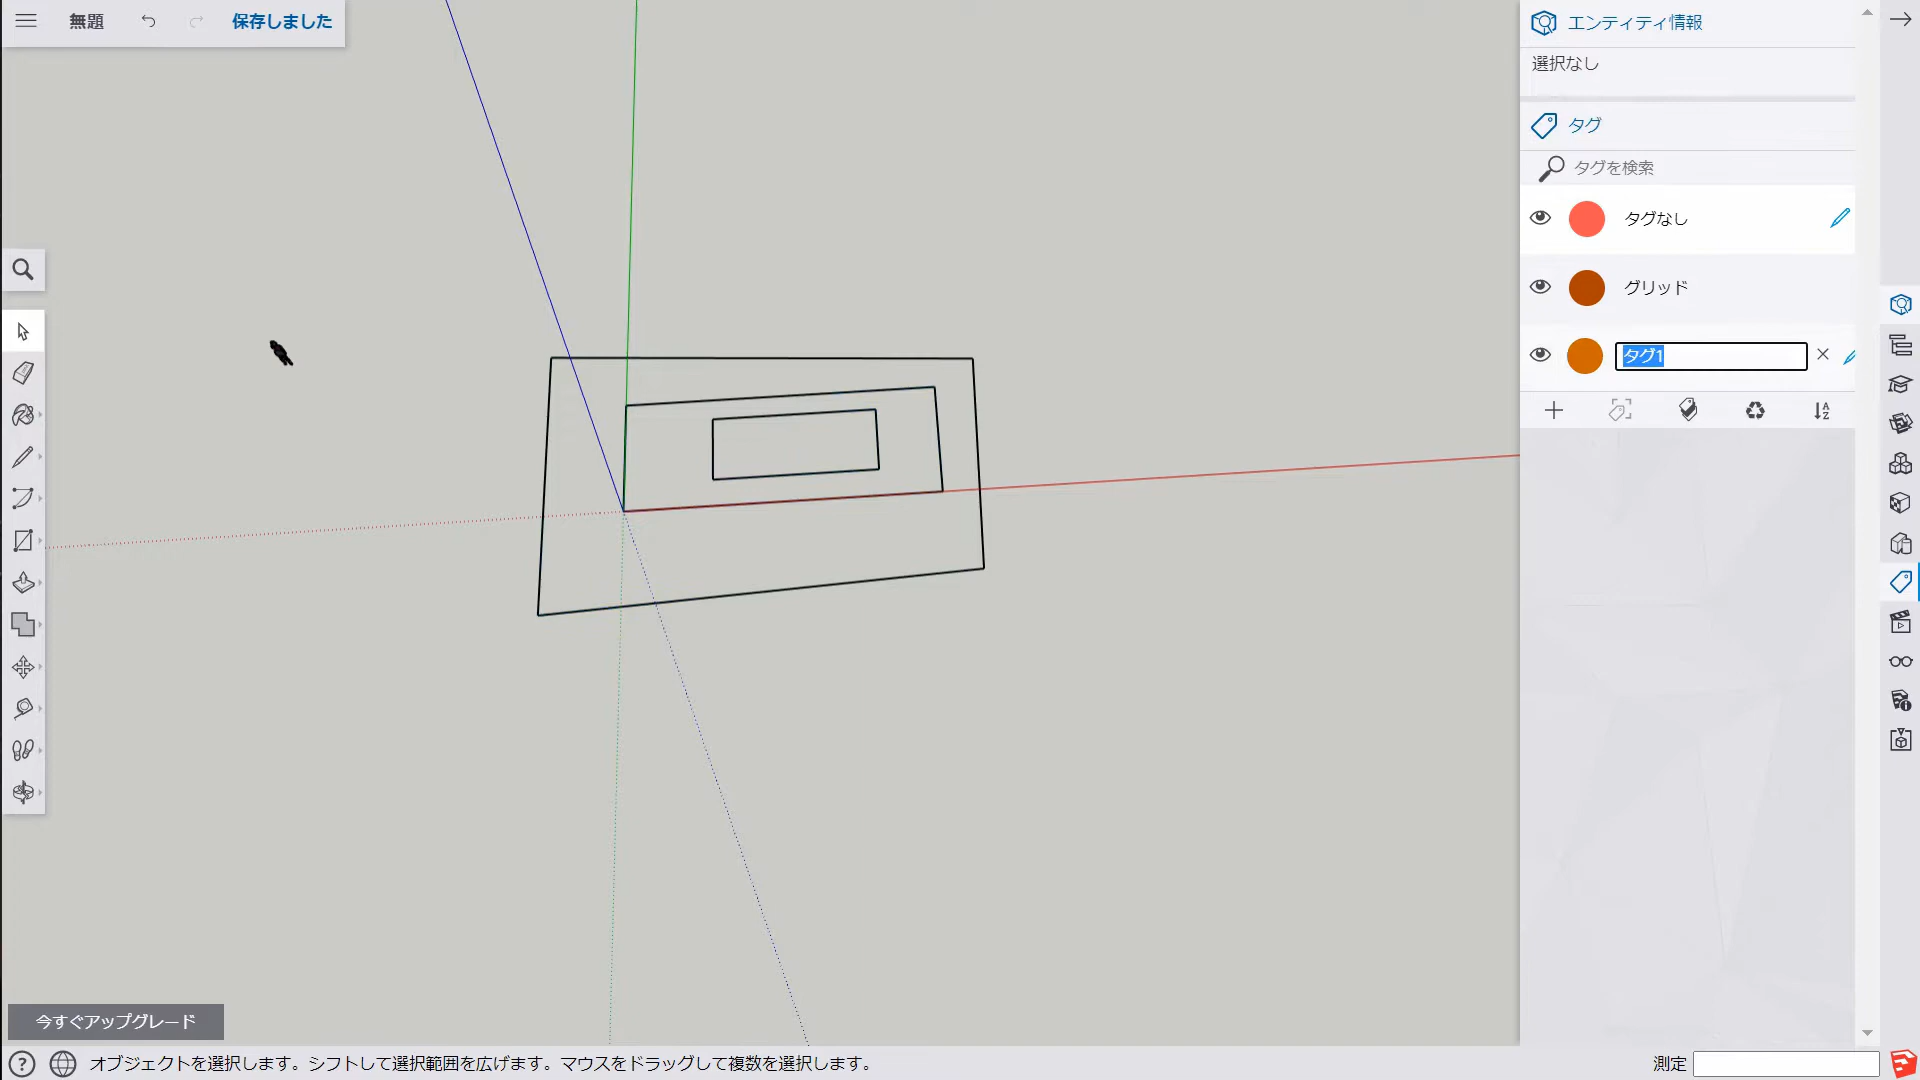 無題
保存しました
エンティティ情報
選択なし
タグ
タグを検索
タグなし
グリッド
タグ1
今すぐアップグレード
オブジェクトを選択します。シフトして選択範囲を広げます。マウスをドラッグして複数を選択します。
測定